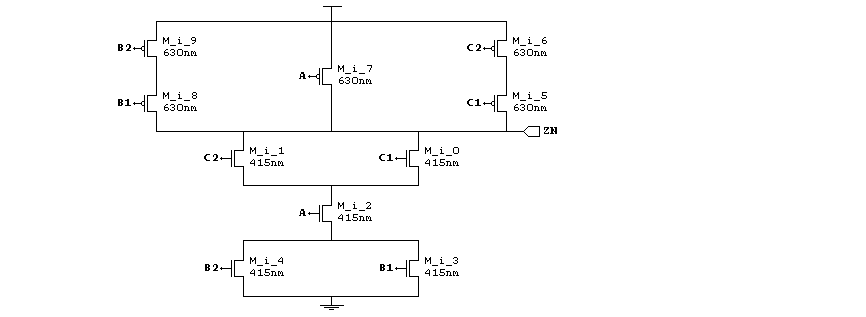 B2 M_i_9 C2 M_i_6
630nm 630nm
A M_i_7
630nm
B1 M_i_8 C1 M_i_5
630nm 630nm
ZN
C2 M_i_1 C1 M_i_0
415nm 415nm
A M_i_2
415nm
B2 M_i_4 B1 M_i_3
415nm 415nm